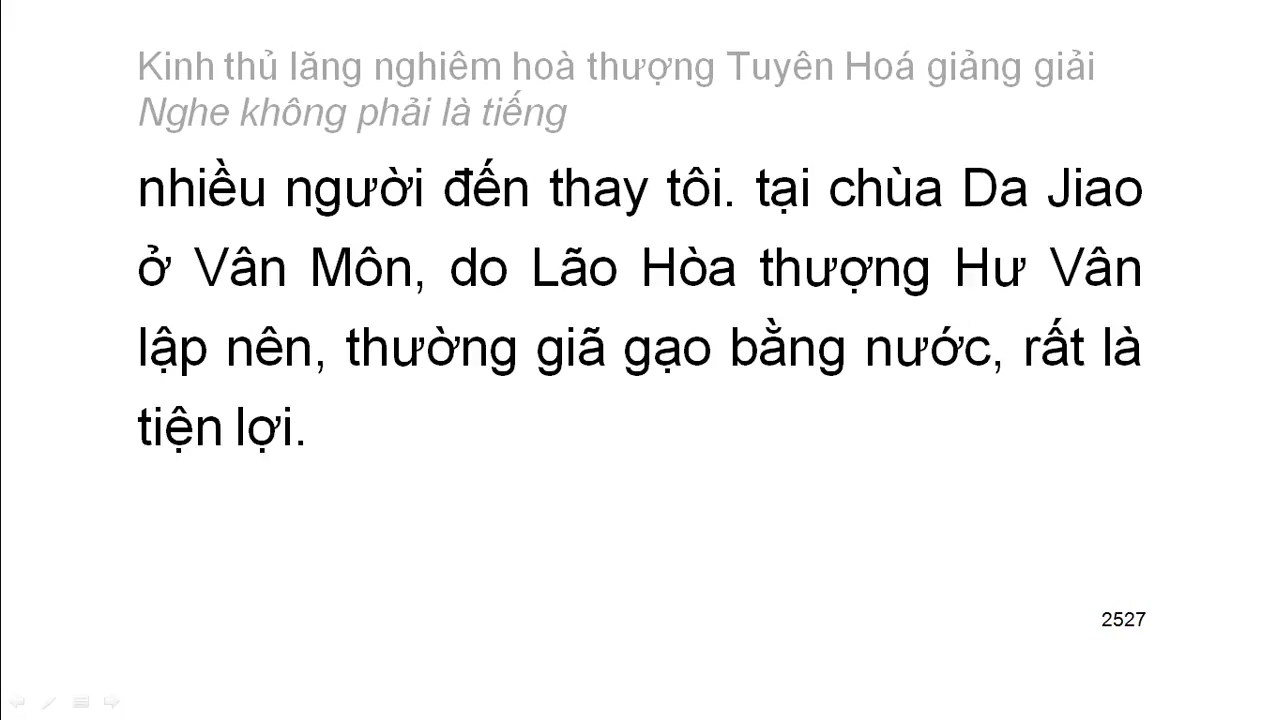 Kinh thủ lăng nghiêm hoà thượng Tuyên Hoá giảng giải
Nghe không phải là tiếng
nhiều người đến thay tôi. tại chùa Da Jiao
ở Vân Môn, do Lão Hòa thượng Hư Vân
lập nên, thường giã gạo bằng nước, rất là
tiện lợi.
2527